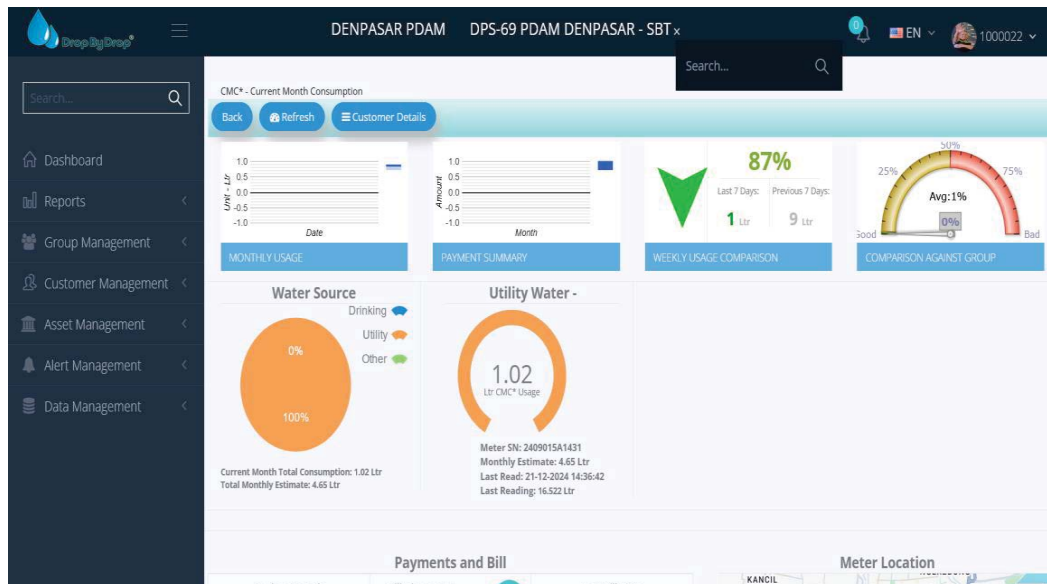 Drop By Drop®
DENPASAR PDAM DPS-69 PDAM DENPASAR - SBT ×
0
EN
1000022
Search...
Search...
Dashboard
Reports
Group Management
Customer Management
Asset Management
Alert Management
Data Management
CMC* - Current Month Consumption
Back Refresh Customer Details
1.0
0.5
0.0
-0.5
-1.0
Unit - Ltr
Date
MONTHLY USAGE
1.0
0.5
0.0
-0.5
-1.0
Amount
Month
PAYMENT SUMMARY
87%
Last 7 Days: Previous 7 Days:
1 Ltr 9 Ltr
WEEKLY USAGE COMPARISON
50%
25% 75%
Avg:1%
0%
Good Bad
COMPARISON AGAINST GROUP
Water Source
Drinking
Utility
Other
0%
100%
Current Month Total Consumption: 1.02 Ltr
Total Monthly Estimate: 4.65 Ltr
Utility Water -
1.02
Ltr CMC* Usage
Meter SN: 2409015A1431
Monthly Estimate: 4.65 Ltr
Last Read: 21-12-2024 14:36:42
Last Reading: 16.522 Ltr
Payments and Bill
Meter Location
KANCIL